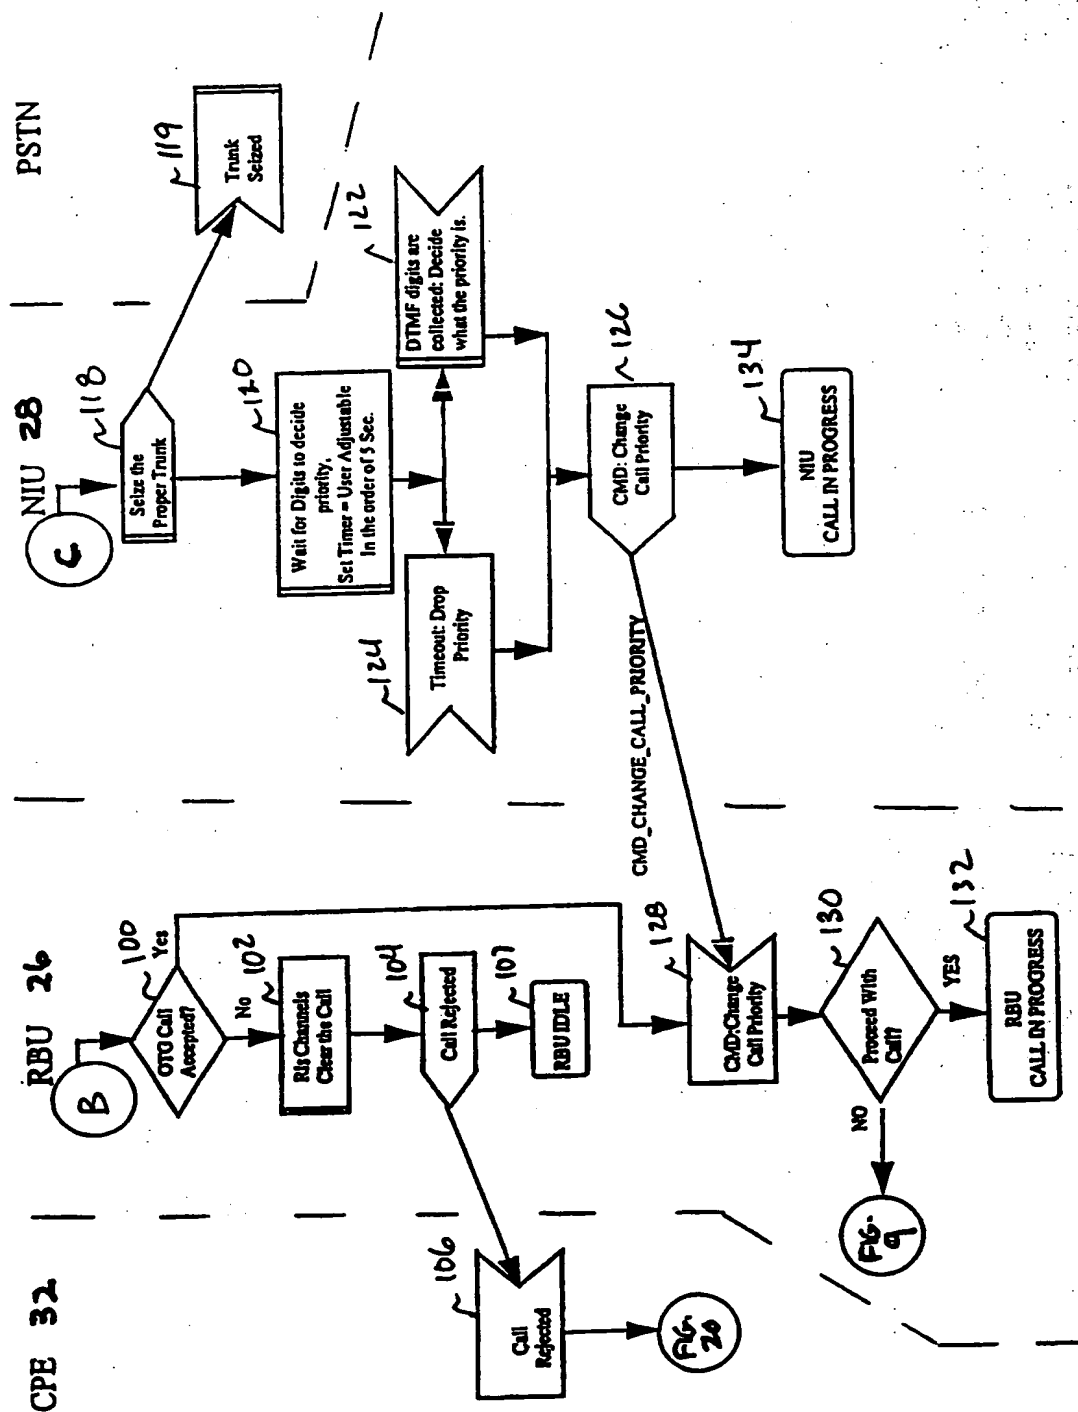 CPE 32
RBU 26
NIU 28
PSTN
B
100
OTG Call
Accepted?
Yes
No
102
Rls Channels
Clear the Call
104
Call Rejected
107
RBU IDLE
106
Call
Rejected
FIG.
20
C
118
Seize the
Proper Trunk
119
Trunk
Seized
120
Wait for Digits to decide
priority.
Set Timer = User Adjustable
In the order of 5 Sec.
124
Timeout: Drop
Priority
122
DTMF digits are
collected: Decide
what the priority is.
126
CMD: Change
Call Priority
CMD_CHANGE_CALL_PRIORITY
134
NIU
CALL IN PROGRESS
128
CMD:Change
Call Priority
130
Proceed With
Call?
NO
YES
FIG.
9
132
RBU
CALL IN PROGRESS